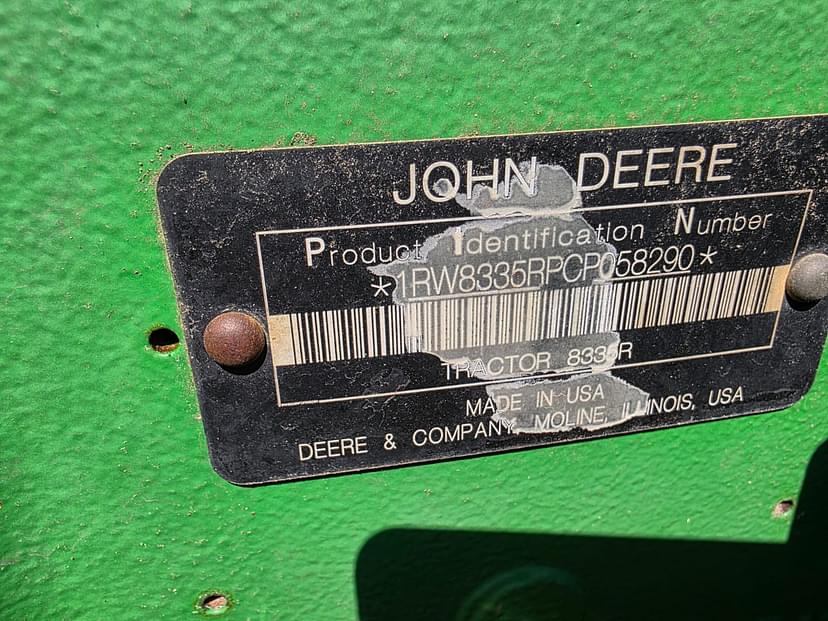 JOHN DEERE
Product Identification Number
*1RW8335RPCP058290*
TRACTOR 8335R
MADE IN USA
DEERE & COMPANY MOLINE, ILLINOIS, USA